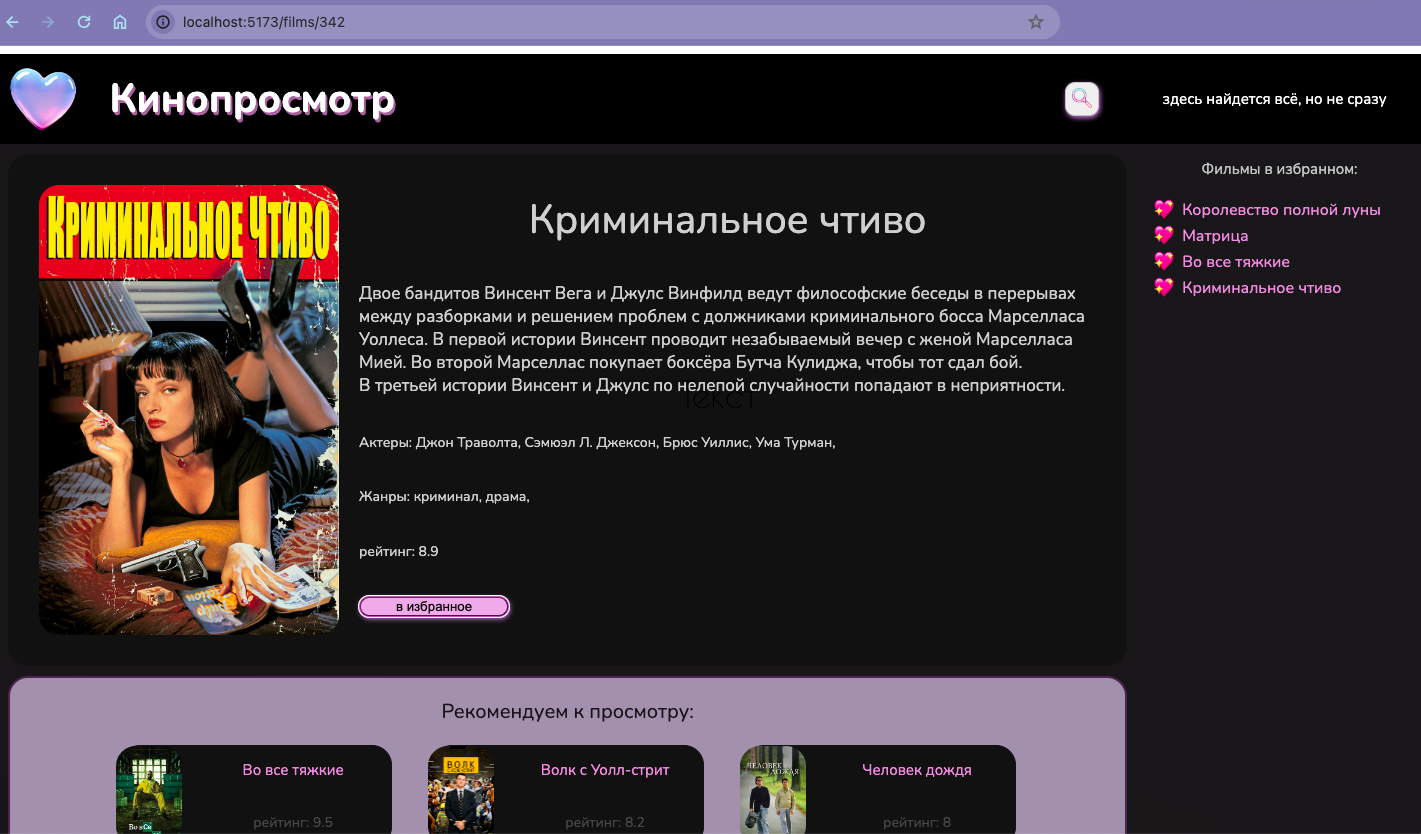 localhost:5173/films/342
Кинопросмотр
здесь найдется всё, но не сразу
КРИМИНАЛЬНОЕ ЧТИВО
Криминальное чтиво
Двое бандитов Винсент Вега и Джулс Винфилд ведут философские беседы в перерывах
между разборками и решением проблем с должниками криминального босса Марселласа
Уоллеса. В первой истории Винсент проводит незабываемый вечер с женой Марселласа
Мией. Во второй Марселлас покупает боксёра Бутча Кулиджа, чтобы тот сдал бой.
В третьей истории Винсент и Джулс по нелепой случайности попадают в неприятности.
Текст
Актеры: Джон Траволта, Сэмюэл Л. Джексон, Брюс Уиллис, Ума Турман,
Жанры: криминал, драма,
рейтинг: 8.9
в избранное
Фильмы в избранном:
💖 Королевство полной луны
💖 Матрица
💖 Во все тяжкие
💖 Криминальное чтиво
Рекомендуем к просмотру:
Во все тяжкие
рейтинг: 9.5
ВОЛК
Волк с Уолл-стрит
рейтинг: 8.2
ЧЕЛОВЕК ДОЖДЯ
Человек дождя
рейтинг: 8